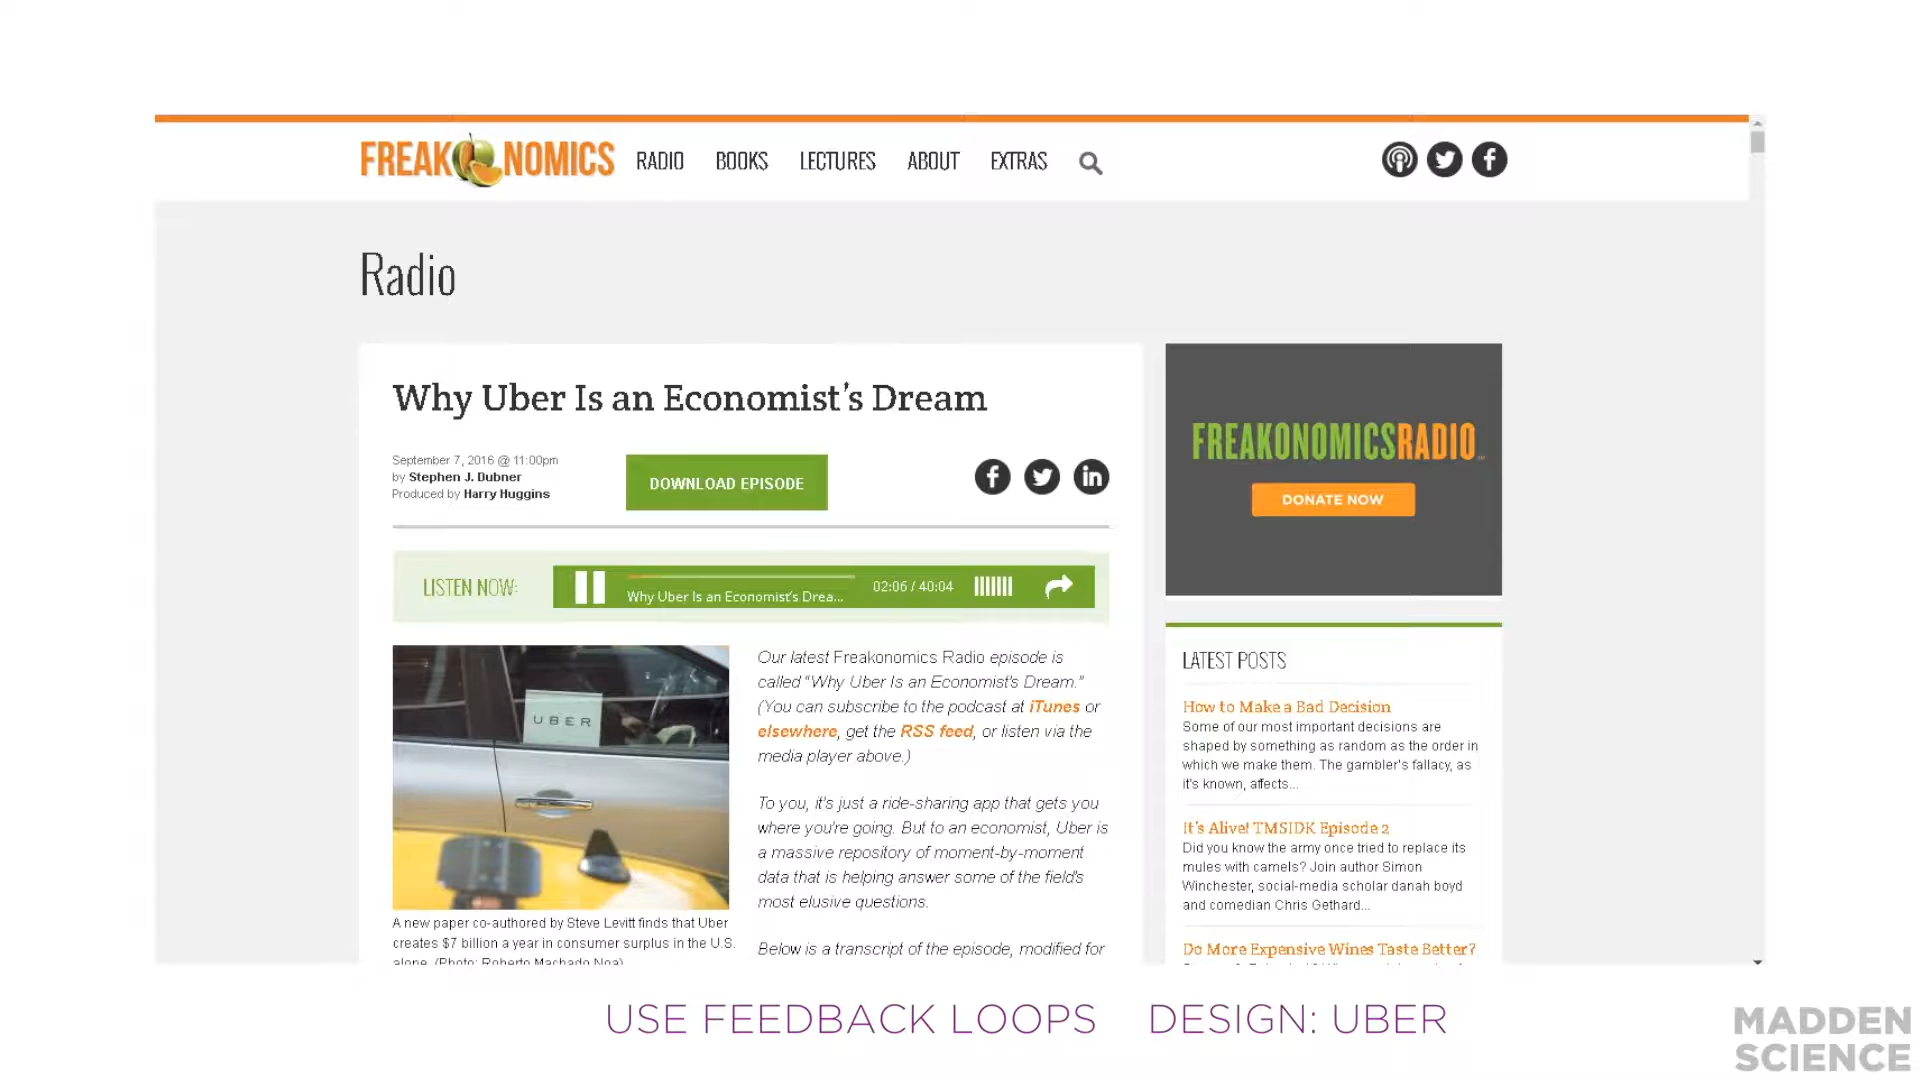 FREAKONOMICS RADIO BOOKS LECTURES ABOUT EXTRAS
Radio
Why Uber Is an Economist's Dream
September 7, 2016 @ 11:00pm
by Stephen J. Dubner
Produced by Harry Huggins
DOWNLOAD EPISODE
LISTEN NOW:
Why Uber Is an Economist's Drea...
02:06 / 40:04
UBER
A new paper co-authored by Steve Levitt finds that Uber
creates $7 billion a year in consumer surplus in the U.S.
alone. (Photo: Roberto Machado Noa)
Our latest Freakonomics Radio episode is
called “Why Uber Is an Economist's Dream.”
(You can subscribe to the podcast at iTunes or
elsewhere, get the RSS feed, or listen via the
media player above.)
To you, it's just a ride-sharing app that gets you
where you're going. But to an economist, Uber is
a massive repository of moment-by-moment
data that is helping answer some of the field's
most elusive questions.
Below is a transcript of the episode, modified for
FREAKONOMICSRADIO
DONATE NOW
LATEST POSTS
How to Make a Bad Decision
Some of our most important decisions are
shaped by something as random as the order in
which we make them. The gambler's fallacy, as
it's known, affects...
It's Alive! TMSIDK Episode 2
Did you know the army once tried to replace its
mules with camels? Join author Simon
Winchester, social-media scholar danah boyd
and comedian Chris Gethard...
Do More Expensive Wines Taste Better?
USE FEEDBACK LOOPS DESIGN: UBER
MADDEN
SCIENCE